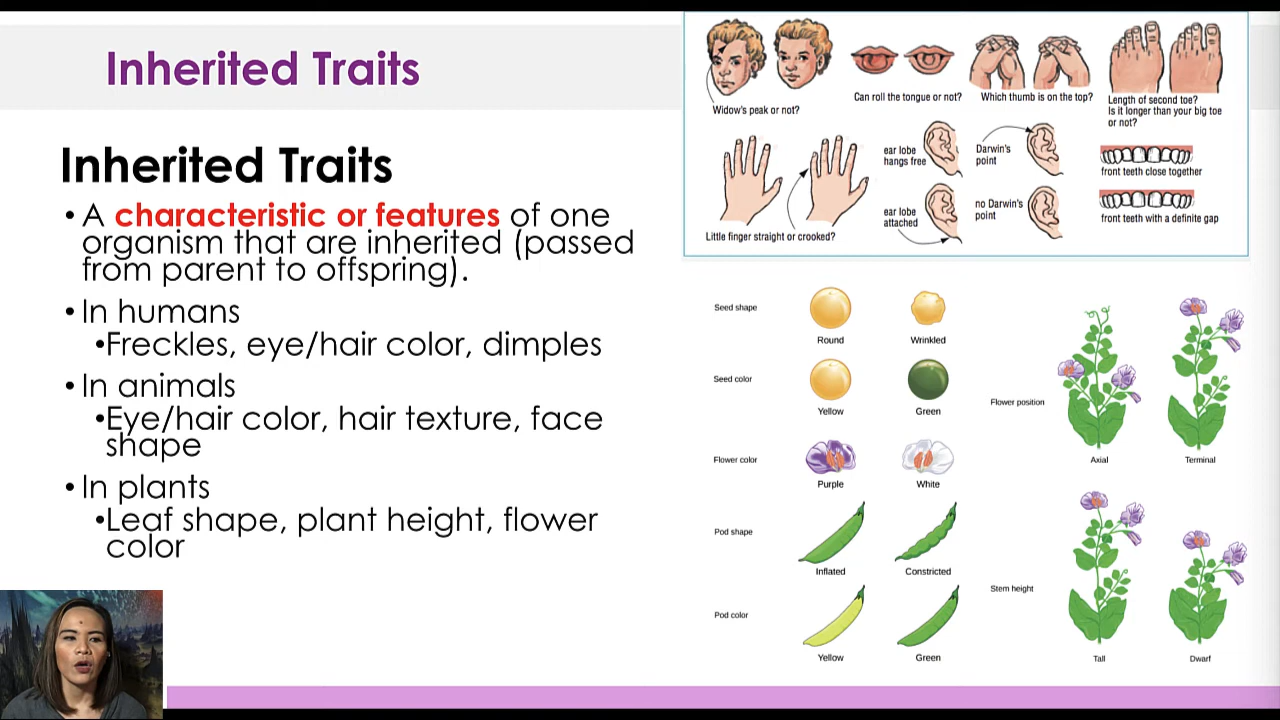 Inherited Traits
Inherited Traits
• A characteristic or features of one
organism that are inherited (passed
from parent to offspring).
• In humans
•Freckles, eye/hair color, dimples
• In animals
•Eye/hair color, hair texture, face
shape
• In plants
•Leaf shape, plant height, flower
color
Widow's peak or not?
Can roll the tongue or not?
Which thumb is on the top?
Length of second toe?
Is it longer than your big toe
or not?
Little finger straight or crooked?
ear lobe
hangs free
ear lobe
attached
Darwin's
point
no Darwin's
point
front teeth close together
front teeth with a definite gap
Seed shape
Round
Wrinkled
Seed color
Yellow
Green
Flower color
Purple
White
Pod shape
Inflated
Constricted
Pod color
Yellow
Green
Flower position
Axial
Terminal
Stem height
Tall
Dwarf